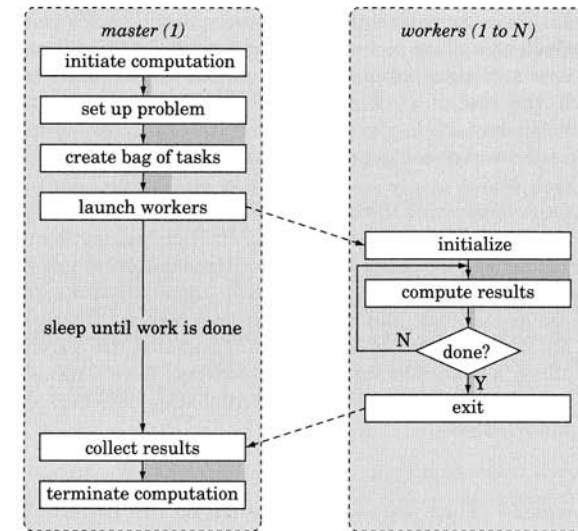 master (1)
initiate computation
set up problem
create bag of tasks
launch workers
sleep until work is done
collect results
terminate computation
workers (1 to N)
initialize
compute results
N
done?
Y
exit